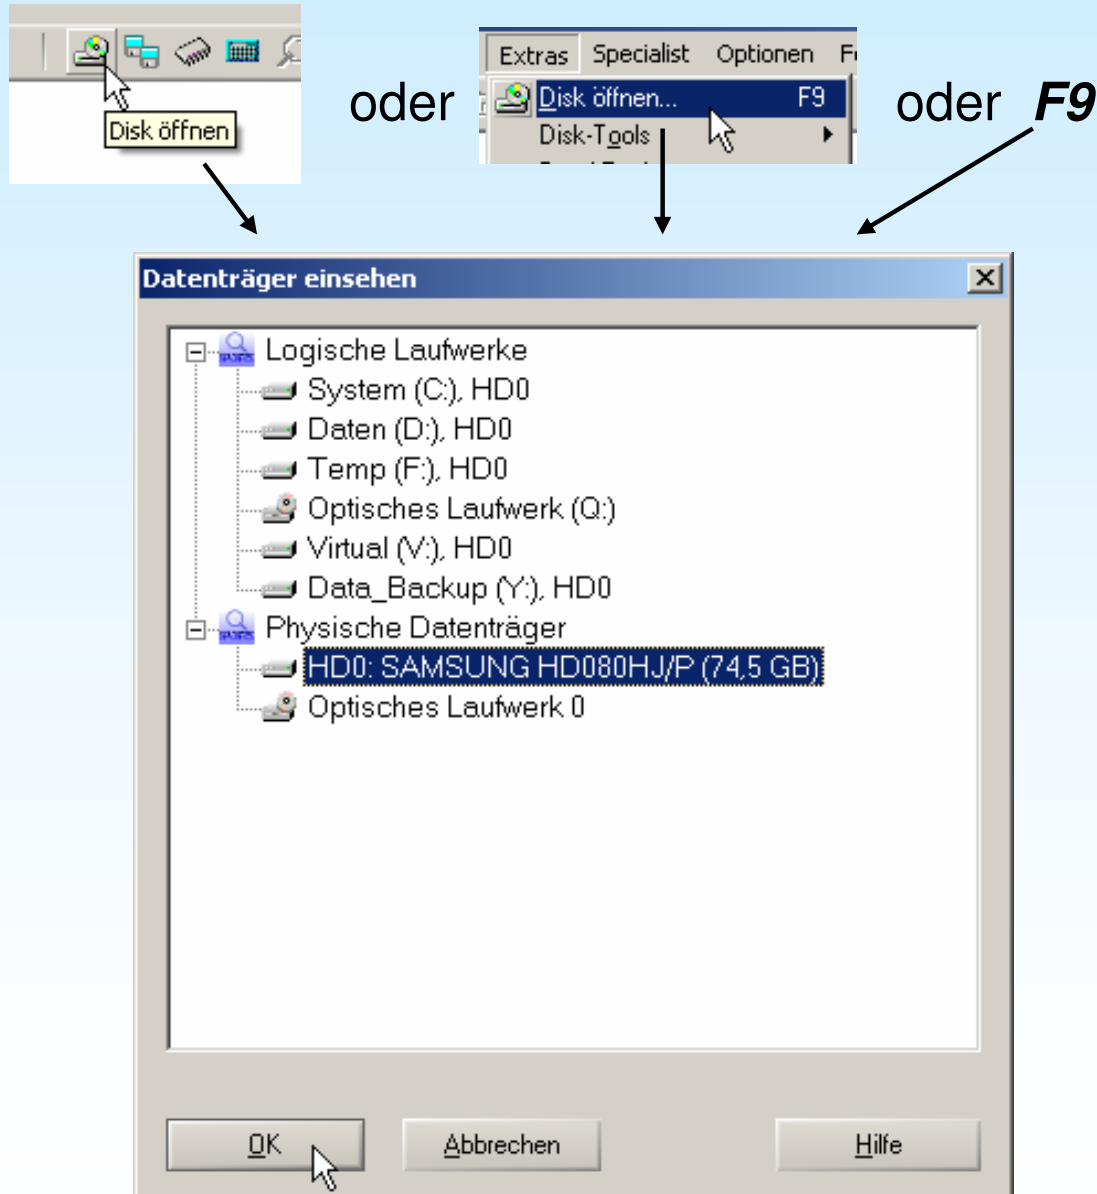 Disk öffnen
oder
Extras Specialist Optionen
Disk öffnen... F9
Disk-Tools
oder F9
Datenträger einsehen
Logische Laufwerke
System (C:), HD0
Daten (D:), HD0
Temp (F:), HD0
Optisches Laufwerk (Q:)
Virtual (V:), HD0
Data_Backup (Y:), HD0
Physische Datenträger
HD0: SAMSUNG HD080HJ/P (74,5 GB)
Optisches Laufwerk 0
OK Abbrechen Hilfe